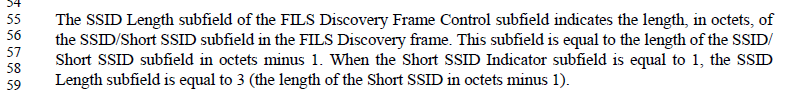 54
55 The SSID Length subfield of the FILS Discovery Frame Control subfield indicates the length, in octets, of
56 the SSID/Short SSID subfield in the FILS Discovery frame. This subfield is equal to the length of the SSID/
57 Short SSID subfield in octets minus 1. When the Short SSID Indicator subfield is equal to 1, the SSID
58 Length subfield is equal to 3 (the length of the Short SSID in octets minus 1).
59